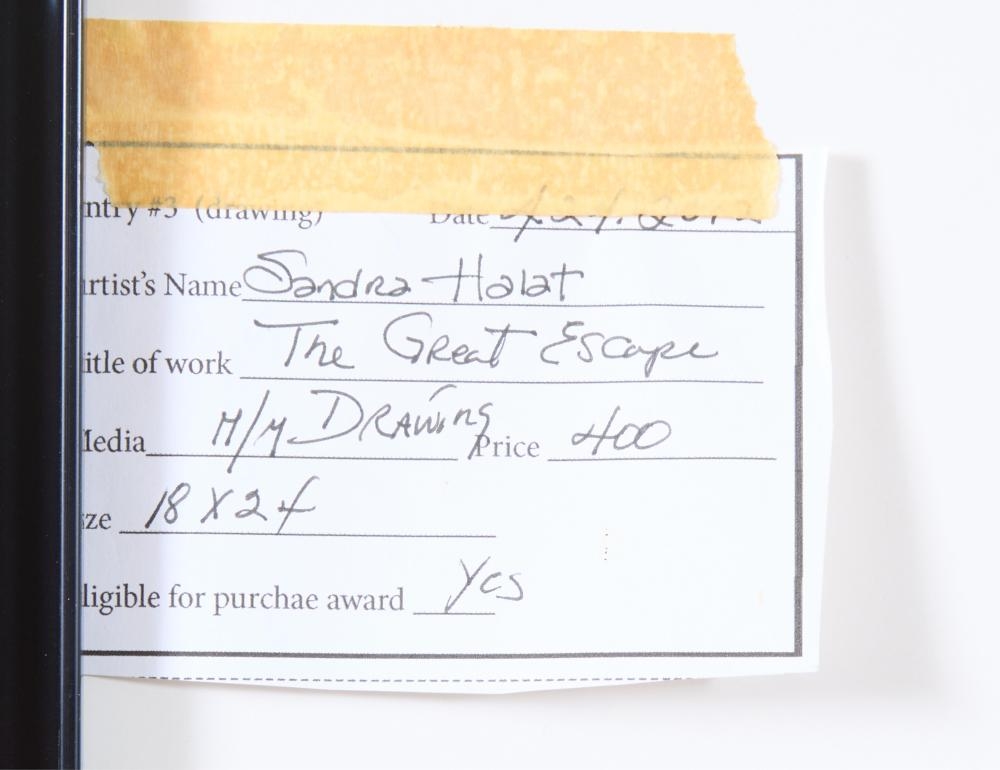 ntry #3 (drawing) Date
rtist's Name Sandra Halat
itle of work The Great Escape
Media M/M Drawing Price 400
ze 18 X 24
ligible for purchae award Yes